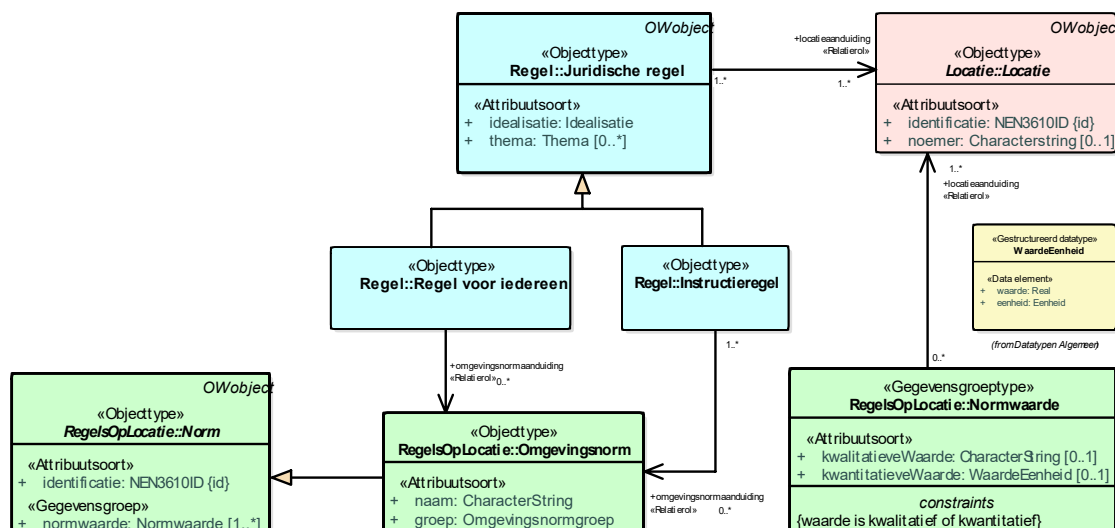 OWobject
«Objecttype»
Regel::Juridische regel
«Attribuutsoort»
+ idealisatie: Idealisatie
+ thema: Thema [0..*]
+locatieaanduiding
«Relatierol»
1..*
1..*
OWobject
«Objecttype»
Locatie::Locatie
«Attribuutsoort»
+ identificatie: NEN3610ID {id}
+ noemer: Characterstring [0..1]
1..*
+locatieaanduiding
«Relatierol»
«Objecttype»
Regel::Regel voor iedereen
«Objecttype»
Regel::Instructieregel
«Gestructureerd datatype»
WaardeEenheid
«Data element»
+ waarde: Real
+ eenheid: Eenheid
(from Datatypen Algemeen)
1..*
+omgevingsnormaanduiding
«Relatierol»
0..*
0..*
OWobject
«Objecttype»
RegelsOpLocatie::Norm
«Attribuutsoort»
+ identificatie: NEN3610ID {id}
«Gegevensgroep»
+ normwaarde: Normwaarde [1..*]
«Objecttype»
RegelsOpLocatie::Omgevingsnorm
«Attribuutsoort»
+ naam: CharacterString
+ groep: Omgevingsnormgroep
+omgevingsnormaanduiding
«Relatierol»
0..*
«Gegevensgroeptype»
RegelsOpLocatie::Normwaarde
«Attribuutsoort»
+ kwalitatieveWaarde: CharacterString [0..1]
+ kwantitatieveWaarde: WaardeEenheid [0..1]
constraints
{waarde is kwalitatief of kwantitatief}